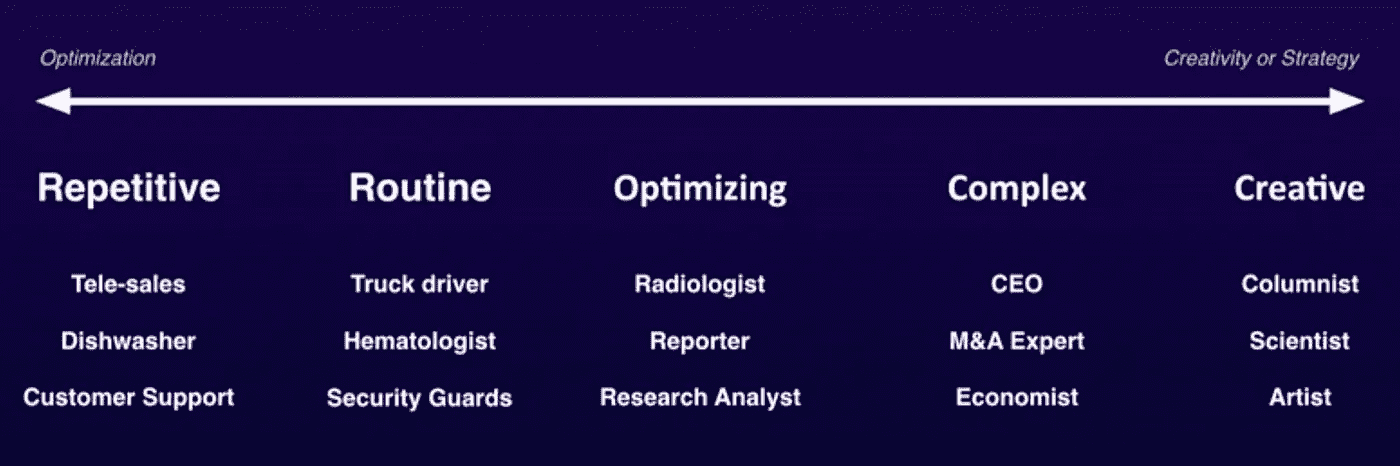 Optimization Creativity or Strategy
Repetitive Routine Optimizing Complex Creative
Tele-sales Truck driver Radiologist CEO Columnist
Dishwasher Hematologist Reporter M&A Expert Scientist
Customer Support Security Guards Research Analyst Economist Artist